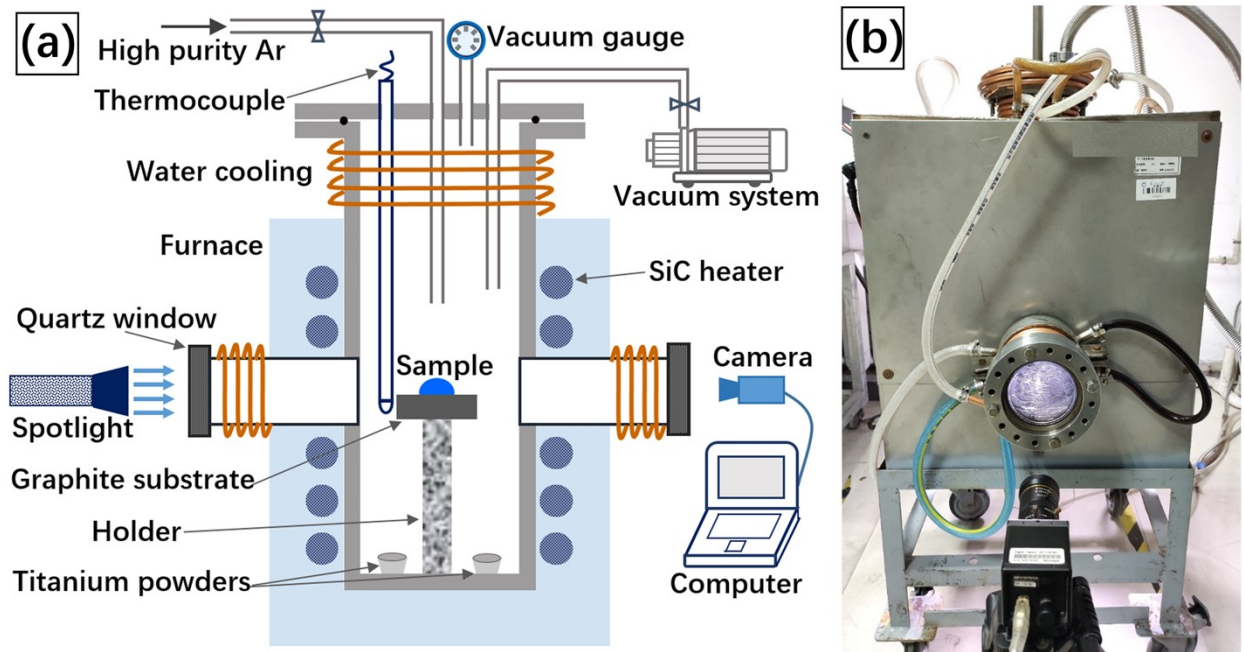 (a)
High purity Ar
Vacuum gauge
Thermocouple
Water cooling
Vacuum system
Furnace
SiC heater
Quartz window
Sample
Camera
Spotlight
Graphite substrate
Holder
Titanium powders
Computer
(b)